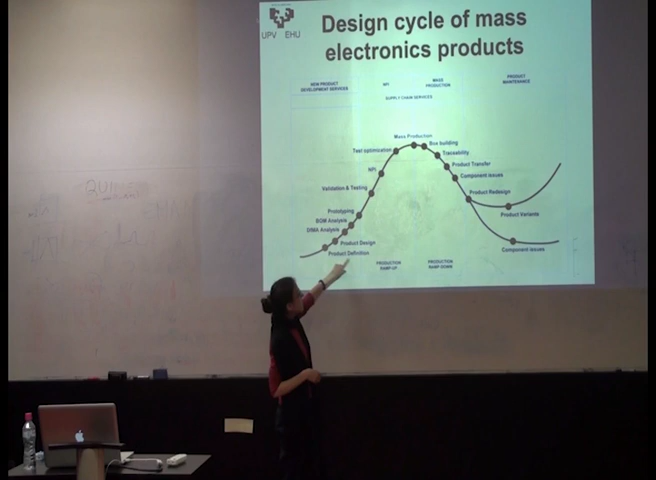 UPV EHU
Design cycle of mass
electronics products
NEW PRODUCT
DEVELOPMENT SERVICES
NPI
MASS
PRODUCTION
PRODUCT
MAINTENANCE
SUPPLY CHAIN SERVICES
Mass Production
Box building
Test optimisation
Traceability
NPI
Product Transfer
Component issues
Validation & Testing
Product Redesign
Prototyping
Product Variants
BOM Analysis
DfMA Analysis
Product Design
Product Definition
Component issues
PRODUCTION
RAMP-UP
PRODUCTION
RAMP-DOWN